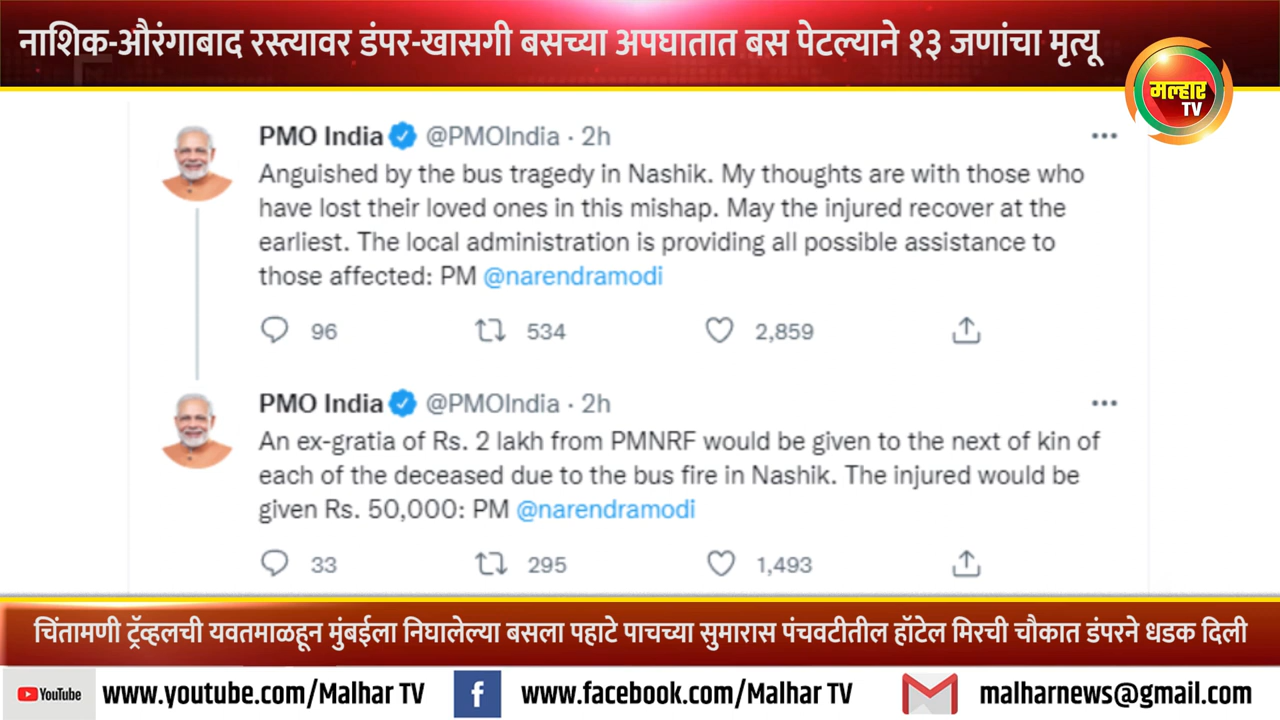 नाशिक-औरंगाबाद रस्त्यावर डंपर-खासगी बसच्या अपघातात बस पेटल्याने १३ जणांचा मृत्यू
मल्हार
TV
PMO India @PMOIndia · 2h
Anguished by the bus tragedy in Nashik. My thoughts are with those who
have lost their loved ones in this mishap. May the injured recover at the
earliest. The local administration is providing all possible assistance to
those affected: PM @narendramodi
96 534 2,859
PMO India @PMOIndia · 2h
An ex-gratia of Rs. 2 lakh from PMNRF would be given to the next of kin of
each of the deceased due to the bus fire in Nashik. The injured would be
given Rs. 50,000: PM @narendramodi
33 295 1,493
चिंतामणी ट्रॅव्हलची यवतमाळहून मुंबईला निघालेल्या बसला पहाटे पाचच्या सुमारास पंचवटीतील हॉटेल मिरची चौकात डंपरने धडक दिली
YouTube www.youtube.com/Malhar TV f www.facebook.com/Malhar TV malharnews@gmail.com